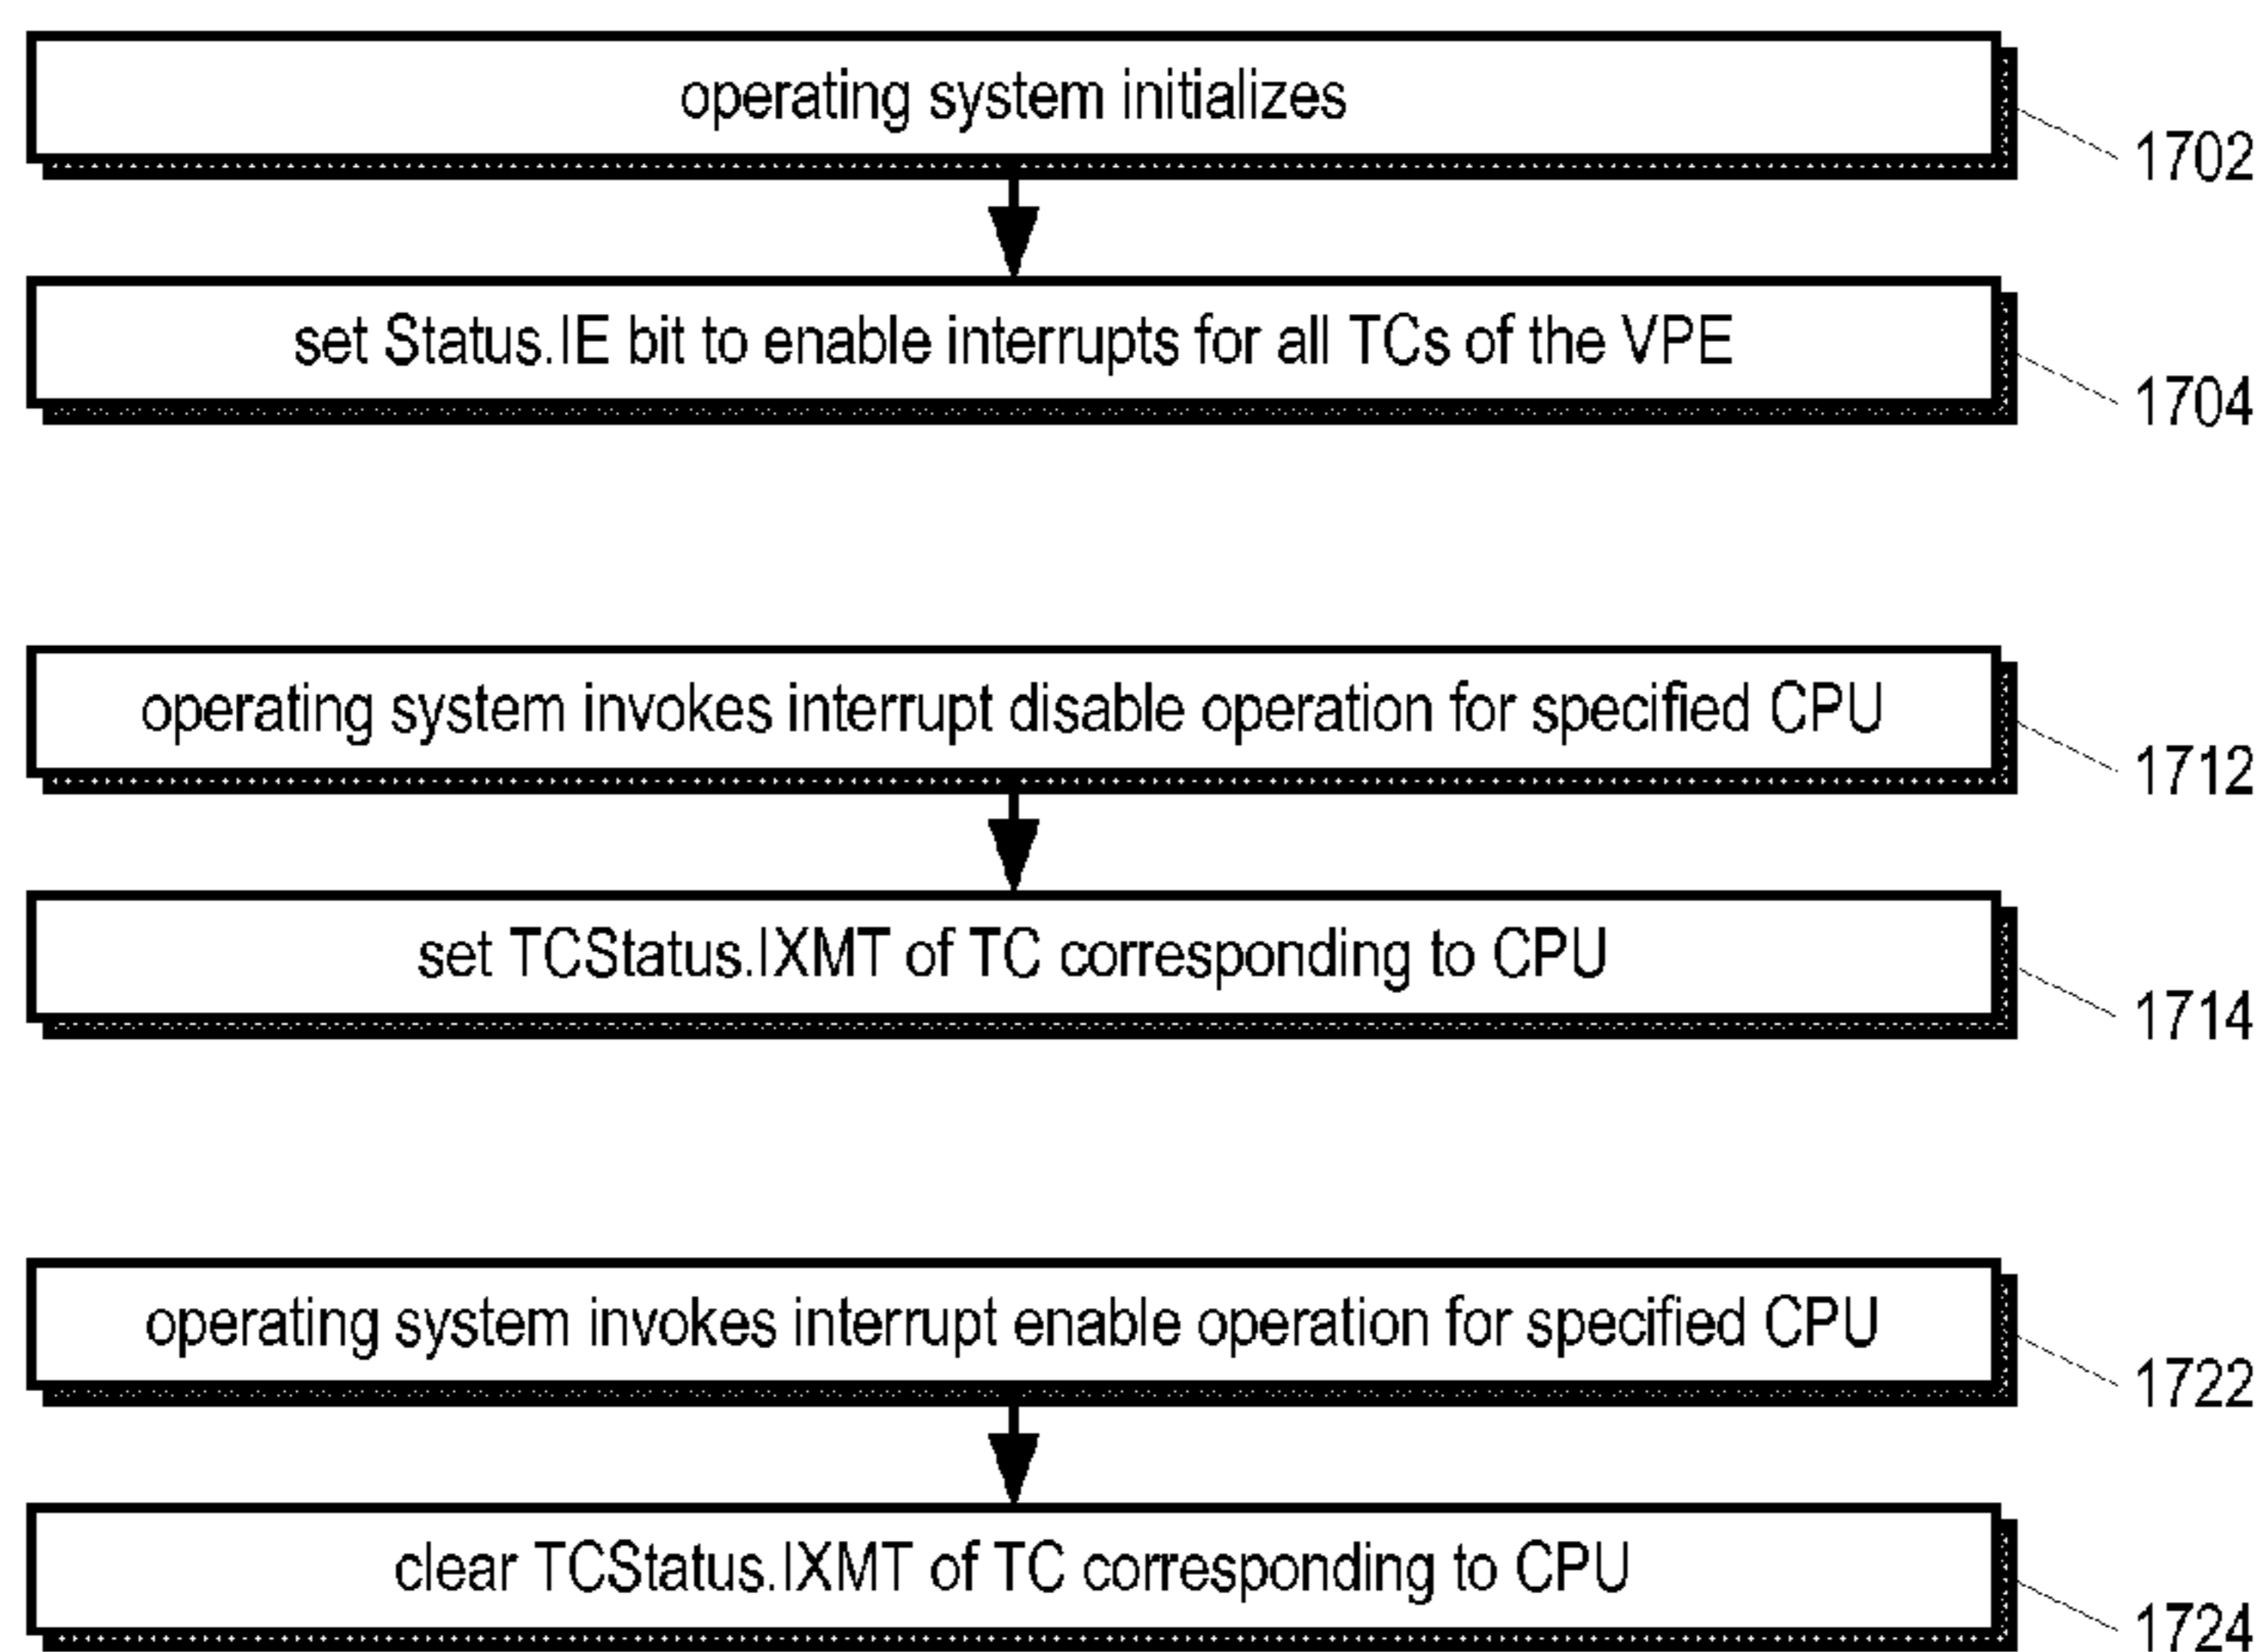 operating system initializes
1702
set Status.IE bit to enable interrupts for all TCs of the VPE
1704
operating system invokes interrupt disable operation for specified CPU
1712
set TCStatus.IXMT of TC corresponding to CPU
1714
operating system invokes interrupt enable operation for specified CPU
1722
clear TCStatus.IXMT of TC corresponding to CPU
1724